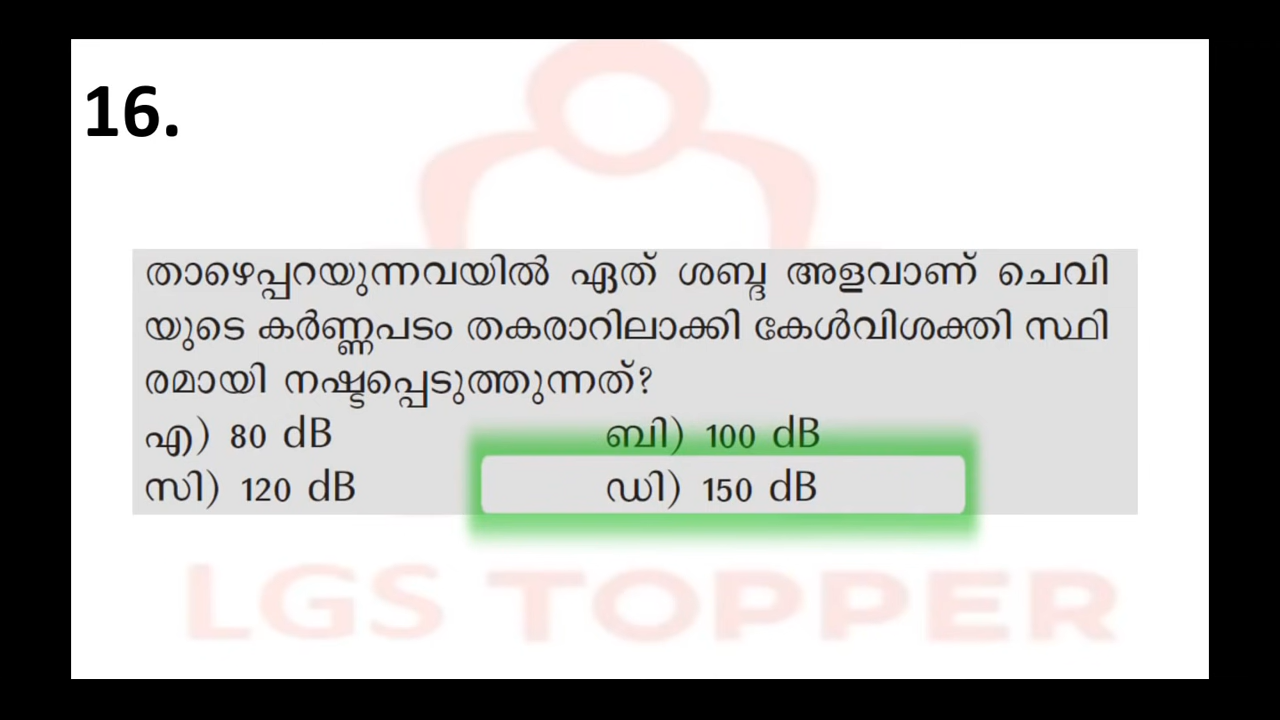 16.
താഴെപ്പറയുന്നവയിൽ ഏത് ശബ്ദ അളവാണ് ചെവി
യുടെ കർണ്ണപടം തകരാറിലാക്കി കേൾവിശക്തി സ്ഥി
രമായി നഷ്ടപ്പെടുത്തുന്നത്?
എ) 80 dB ബി) 100 dB
സി) 120 dB ഡി) 150 dB
LGS TOPPER